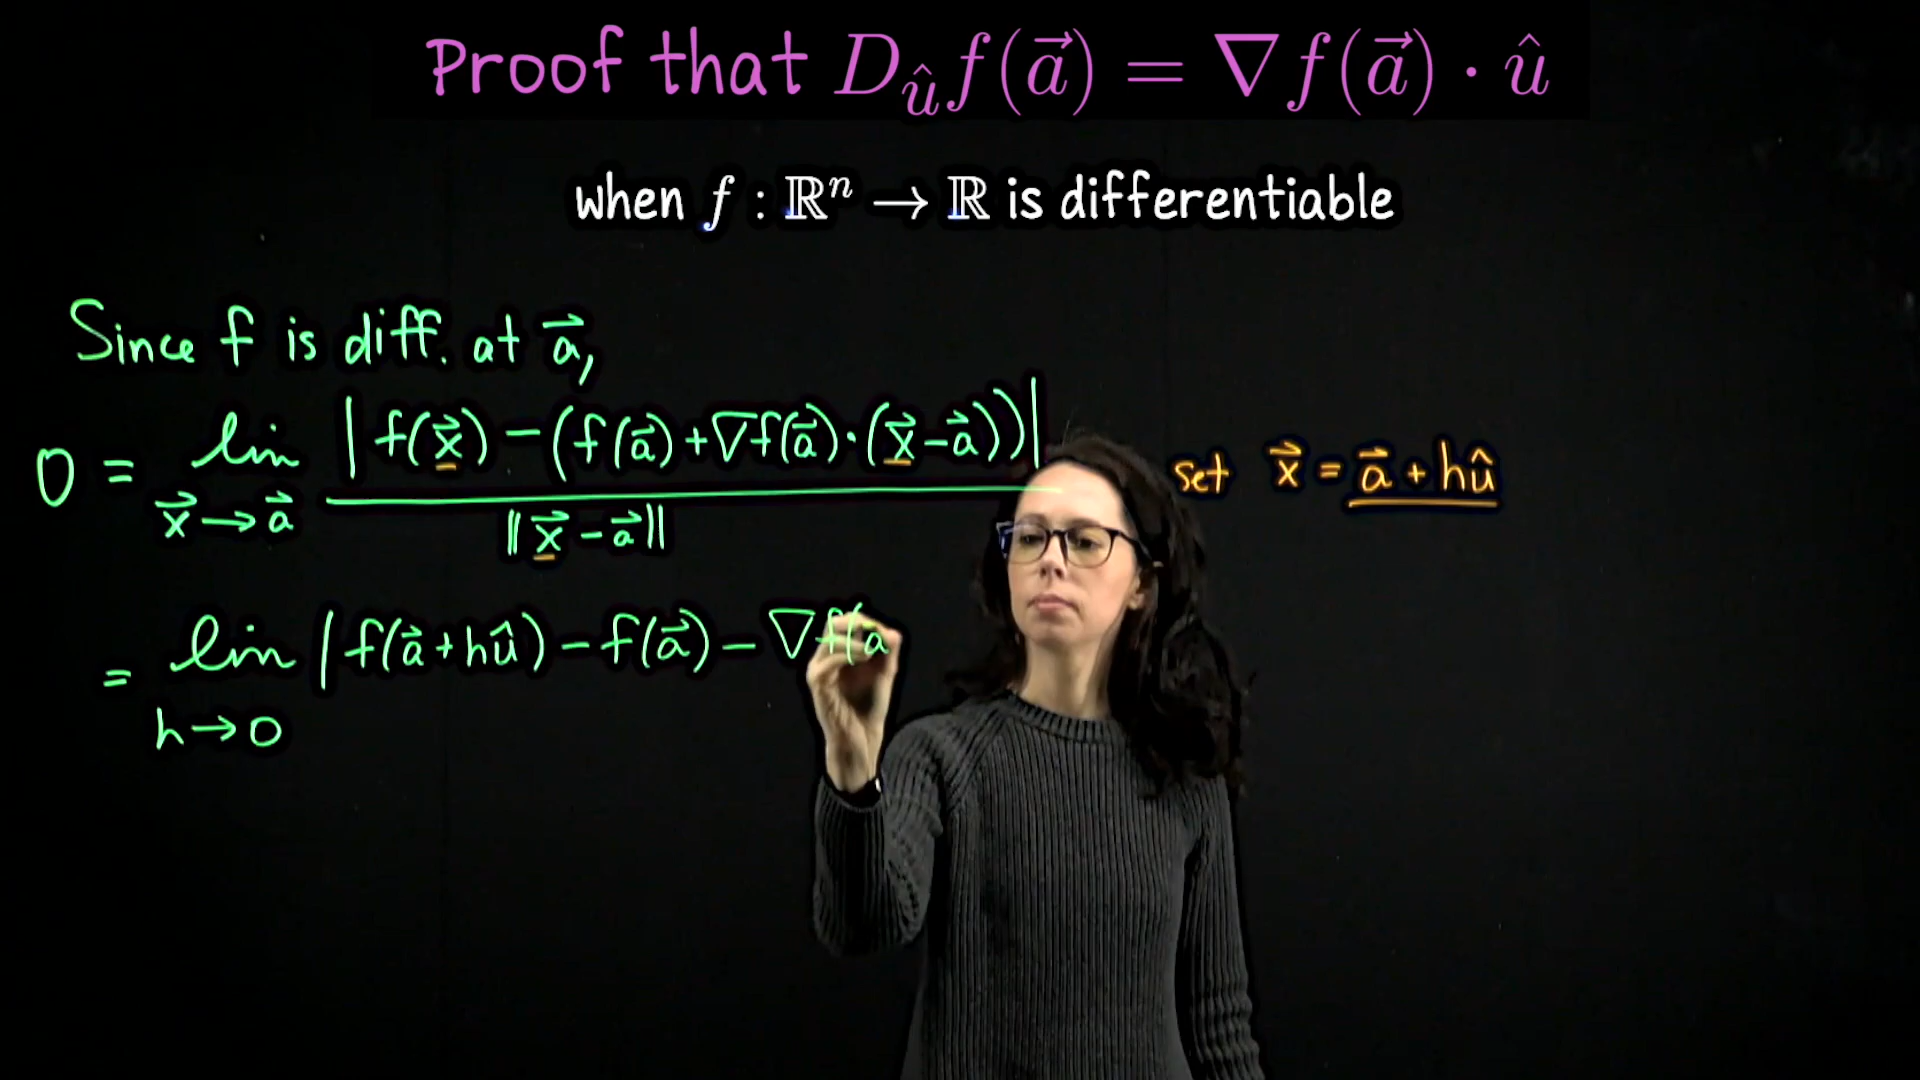 Proof that D_û f(a⃗) = ∇f(a⃗) · û
when f : ℝⁿ → ℝ is differentiable
Since f is diff. at a⃗,
0 = lim x⃗→a⃗ |f(x⃗) − (f(a⃗) + ∇f(a⃗)·(x⃗−a⃗))| / ‖x⃗−a⃗‖
set x⃗ = a⃗ + hû
= lim h→0 |f(a⃗+hû) − f(a⃗) − ∇f(a